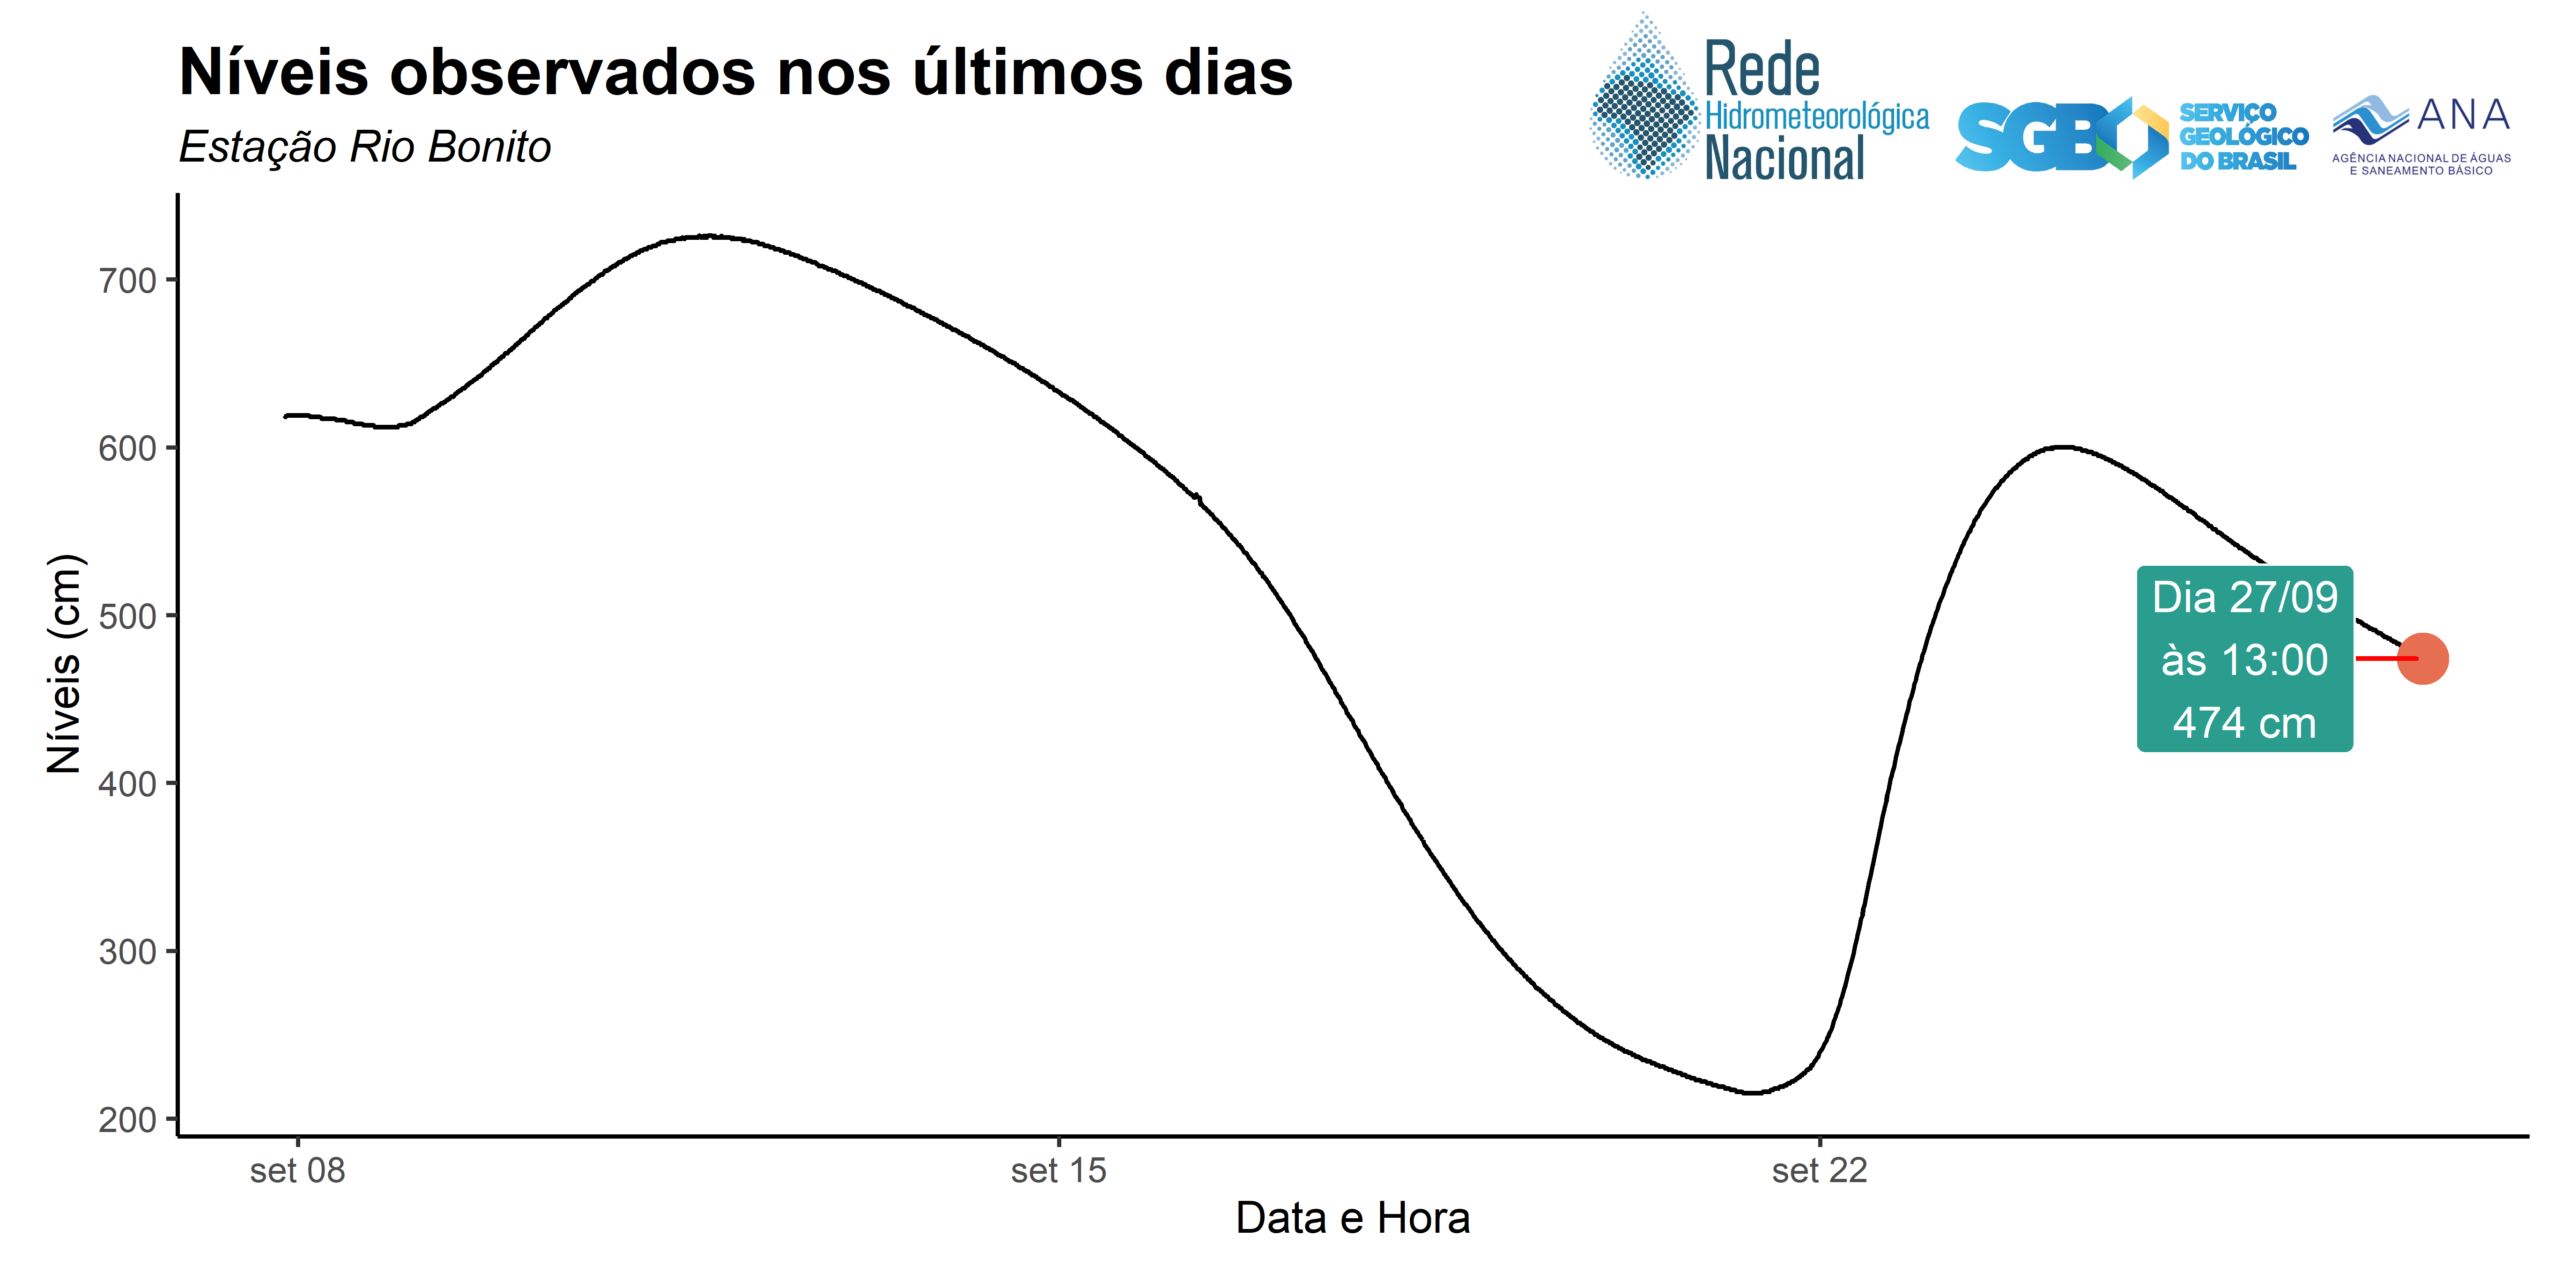 Níveis observados nos últimos dias
Estação Rio Bonito
Rede
Hidrometeorológica
Nacional
SGB
SERVIÇO
GEOLÓGICO
DO BRASIL
ANA
AGÊNCIA NACIONAL DE ÁGUAS
E SANEAMENTO BÁSICO
Níveis (cm)
700
600
500
400
300
200
Dia 27/09
às 13:00
474 cm
set 08
set 15
set 22
Data e Hora